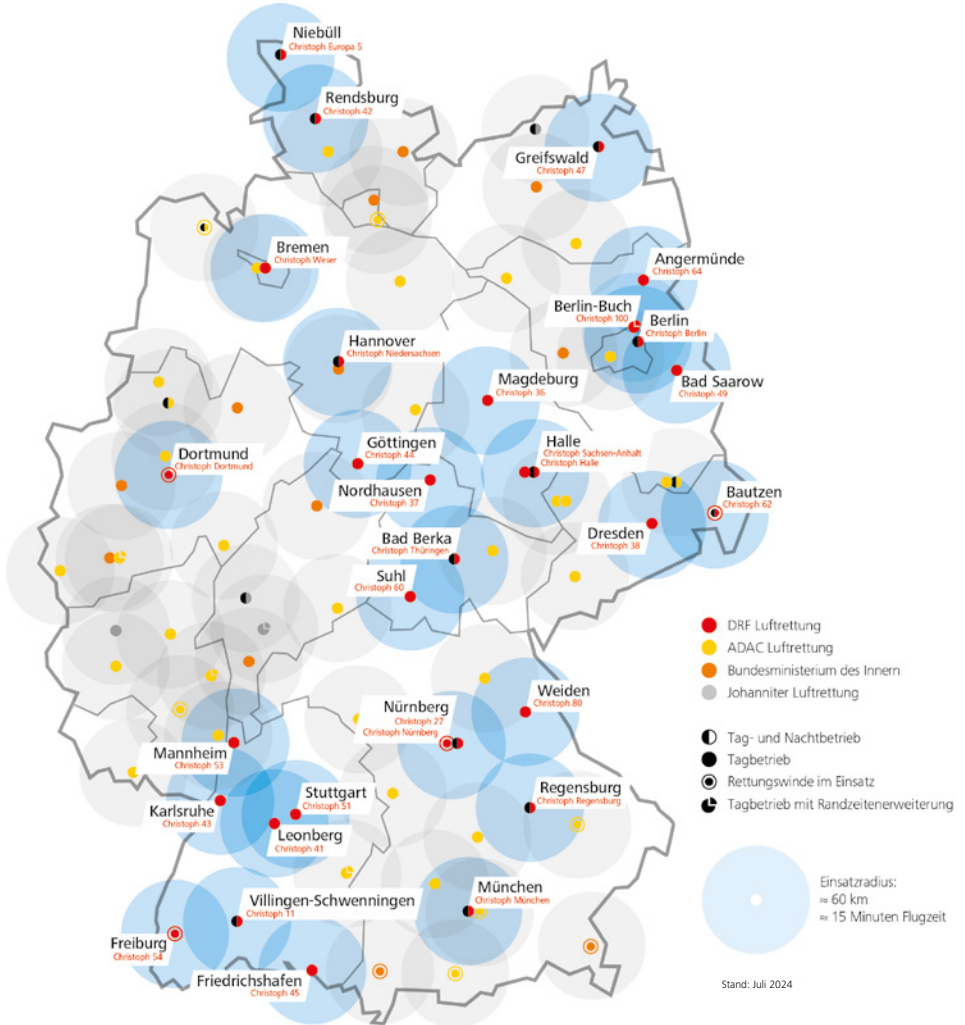 Niebüll
Christoph Europa 5
Rendsburg
Christoph 42
Greifswald
Christoph 47
Bremen
Christoph Weser
Angermünde
Christoph 64
Berlin-Buch
Christoph 100
Berlin
Christoph Berlin
Hannover
Christoph Niedersachsen
Magdeburg
Christoph 36
Bad Saarow
Christoph 49
Göttingen
Christoph 44
Halle
Christoph Sachsen-Anhalt
Christoph Halle
Dortmund
Christoph Dortmund
Nordhausen
Christoph 37
Bautzen
Christoph 62
Dresden
Christoph 38
Bad Berka
Christoph Thüringen
Suhl
Christoph 60
DRF Luftrettung
ADAC Luftrettung
Bundesministerium des Innern
Johanniter Luftrettung
Weiden
Christoph 80
Nürnberg
Christoph 27
Christoph Nürnberg
Tag- und Nachtbetrieb
Tagbetrieb
Rettungswinde im Einsatz
Tagbetrieb mit Randzeitenerweiterung
Mannheim
Christoph 53
Regensburg
Christoph Regensburg
Stuttgart
Christoph 51
Karlsruhe
Christoph 43
Leonberg
Christoph 41
Einsatzradius:
≈ 60 km
≈ 15 Minuten Flugzeit
Villingen-Schwenningen
Christoph 11
München
Christoph München
Freiburg
Christoph 54
Friedrichshafen
Christoph 45
Stand: Juli 2024